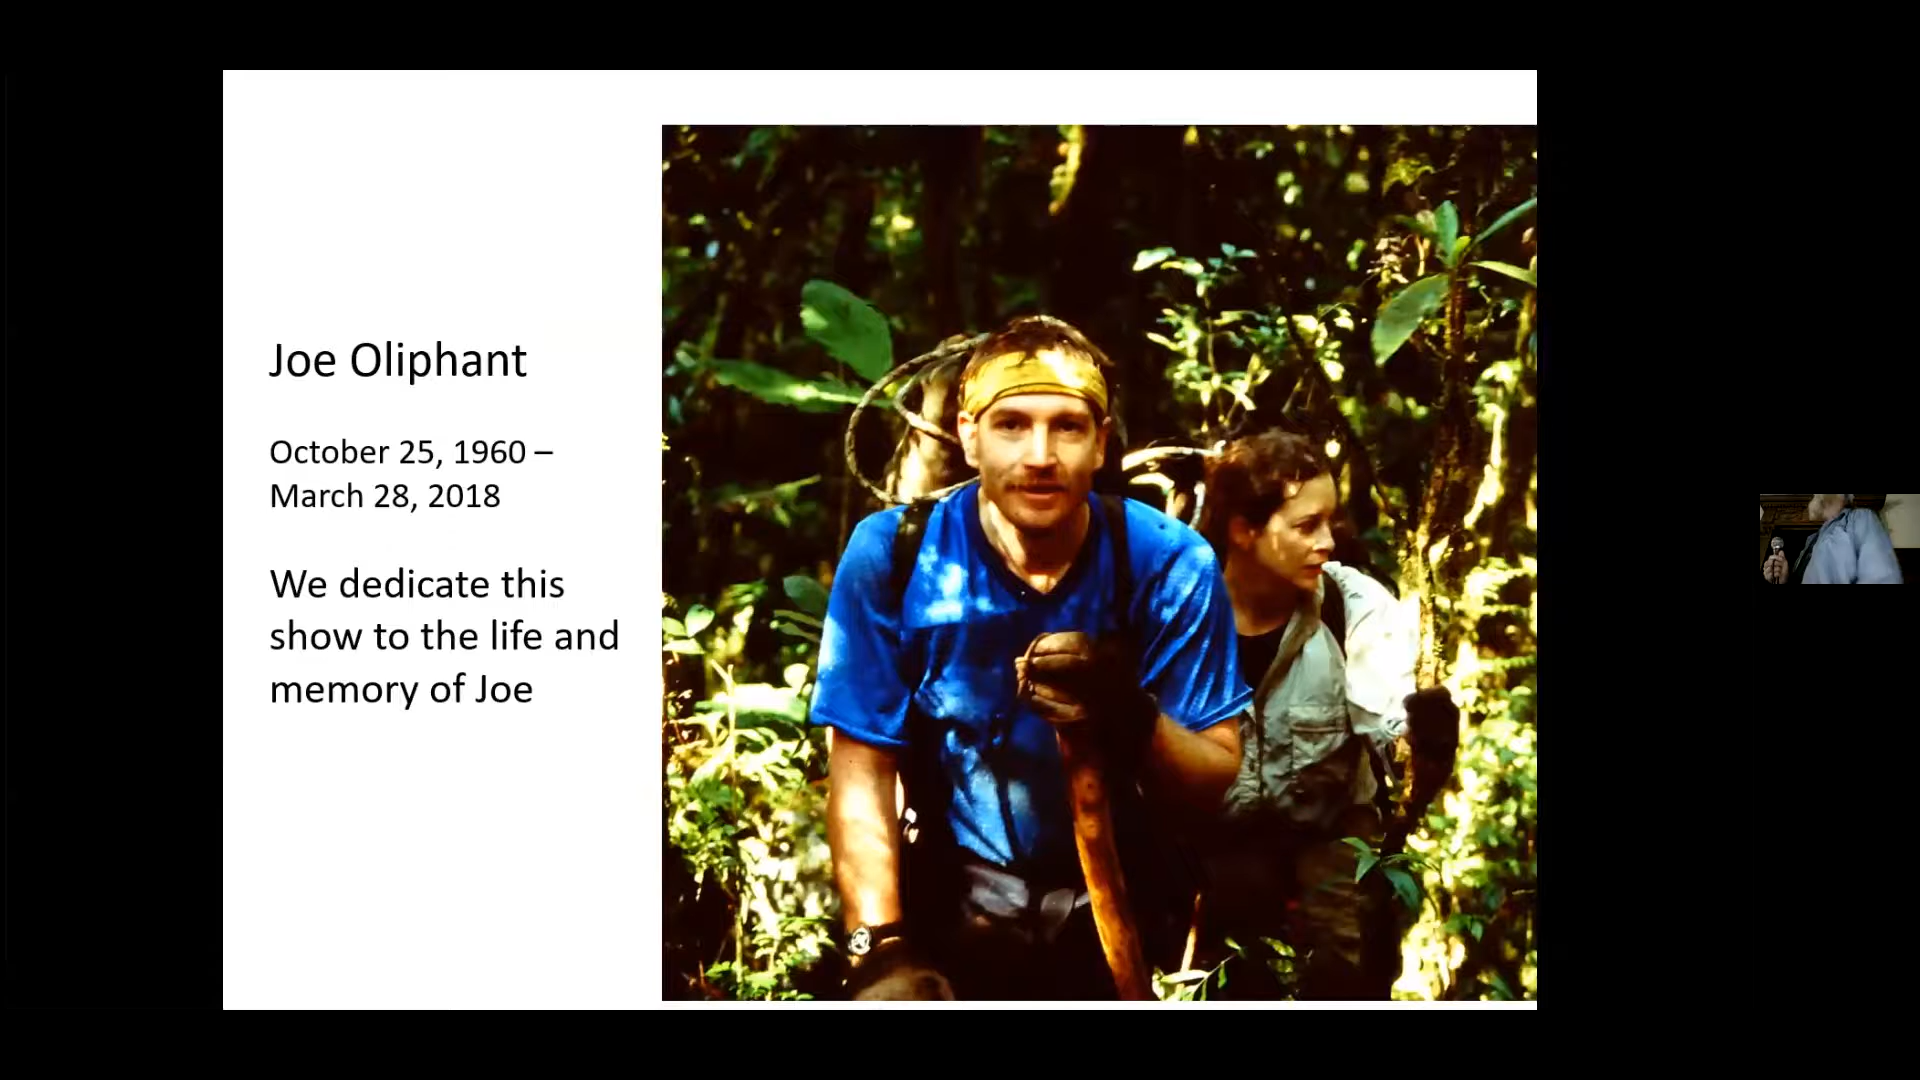 Joe Oliphant
October 25, 1960 –
March 28, 2018
We dedicate this
show to the life and
memory of Joe